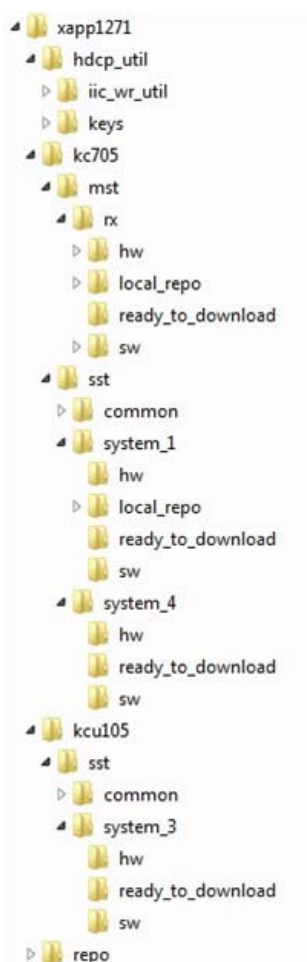 xapp1271
hdcp_util
iic_wr_util
keys
kc705
mst
rx
hw
local_repo
ready_to_download
sw
sst
common
system_1
hw
local_repo
ready_to_download
sw
system_4
hw
ready_to_download
sw
kcu105
sst
common
system_3
hw
ready_to_download
sw
repo